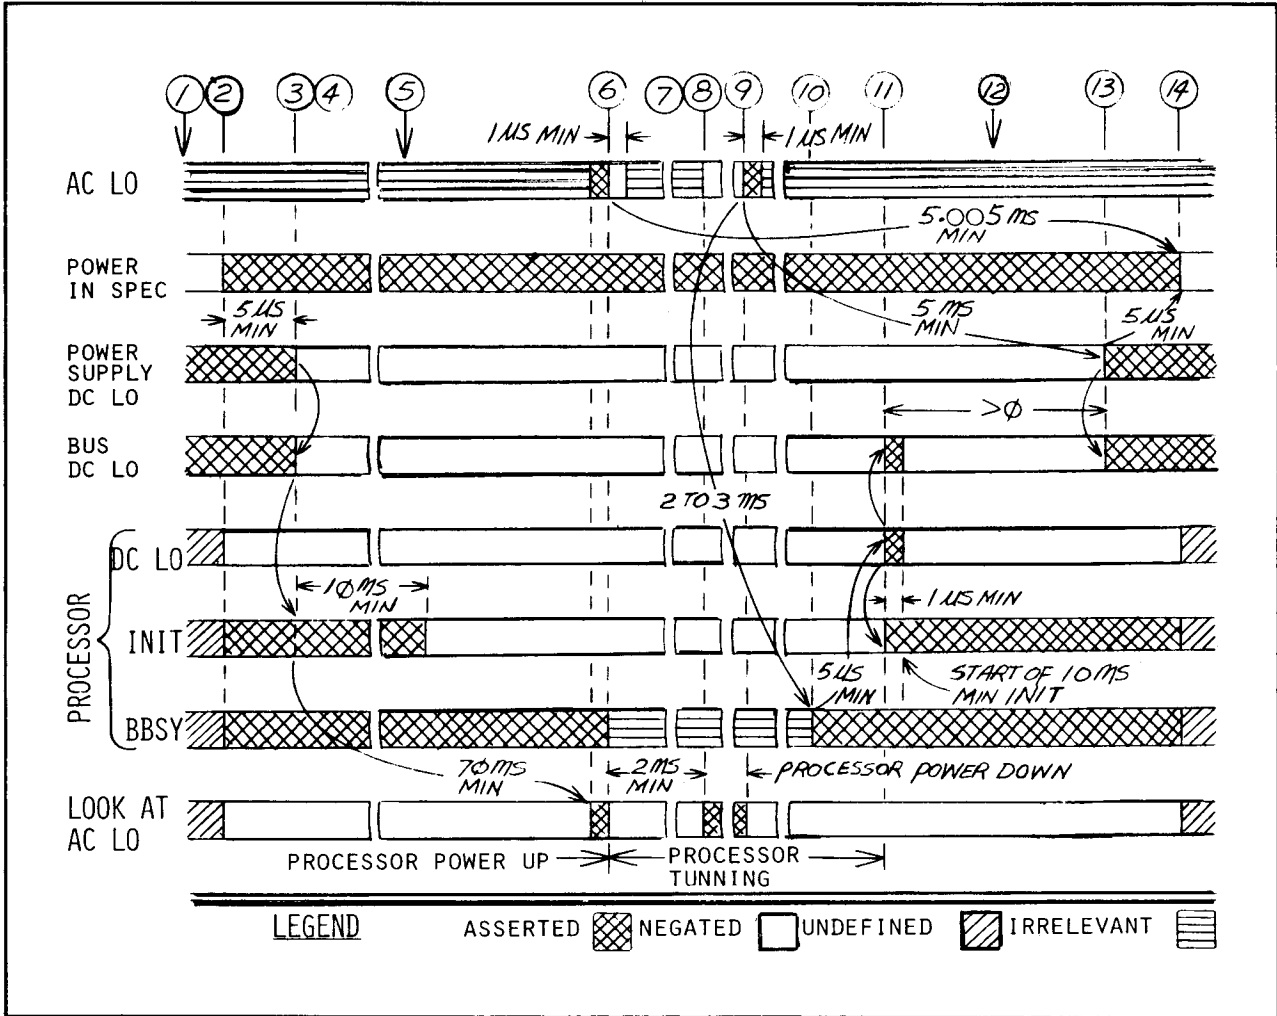 1 2 3 4 5 6 7 8 9 10 11 12 13 14
1 µS MIN
1 µS MIN
AC LO
5.005 MS
MIN
POWER
IN SPEC
5 µS
MIN
5 MS
MIN
5 µS
MIN
POWER
SUPPLY
DC LO
>Ø
BUS
DC LO
2 TO 3 MS
PROCESSOR
DC LO
1Ø MS
MIN
1 µS MIN
INIT
5 µS
MIN
START OF 10 MS
MIN INIT
BBSY
7Ø MS
MIN
2 MS
MIN
PROCESSOR POWER DOWN
LOOK AT
AC LO
PROCESSOR POWER UP
PROCESSOR
TUNNING
LEGEND
ASSERTED NEGATED UNDEFINED IRRELEVANT